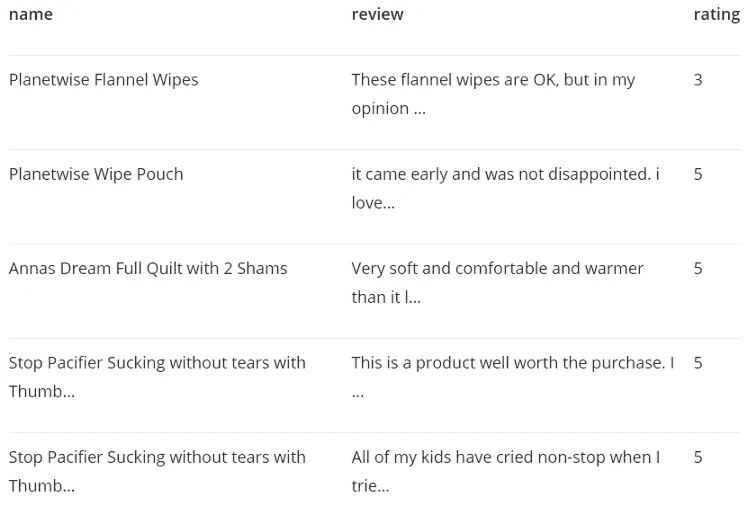 name review rating
Planetwise Flannel Wipes These flannel wipes are OK, but in my 3
opinion ...
Planetwise Wipe Pouch it came early and was not disappointed. i 5
love...
Annas Dream Full Quilt with 2 Shams Very soft and comfortable and warmer 5
than it l...
Stop Pacifier Sucking without tears with This is a product well worth the purchase. I 5
Thumb... ...
Stop Pacifier Sucking without tears with All of my kids have cried non-stop when I 5
Thumb... trie...